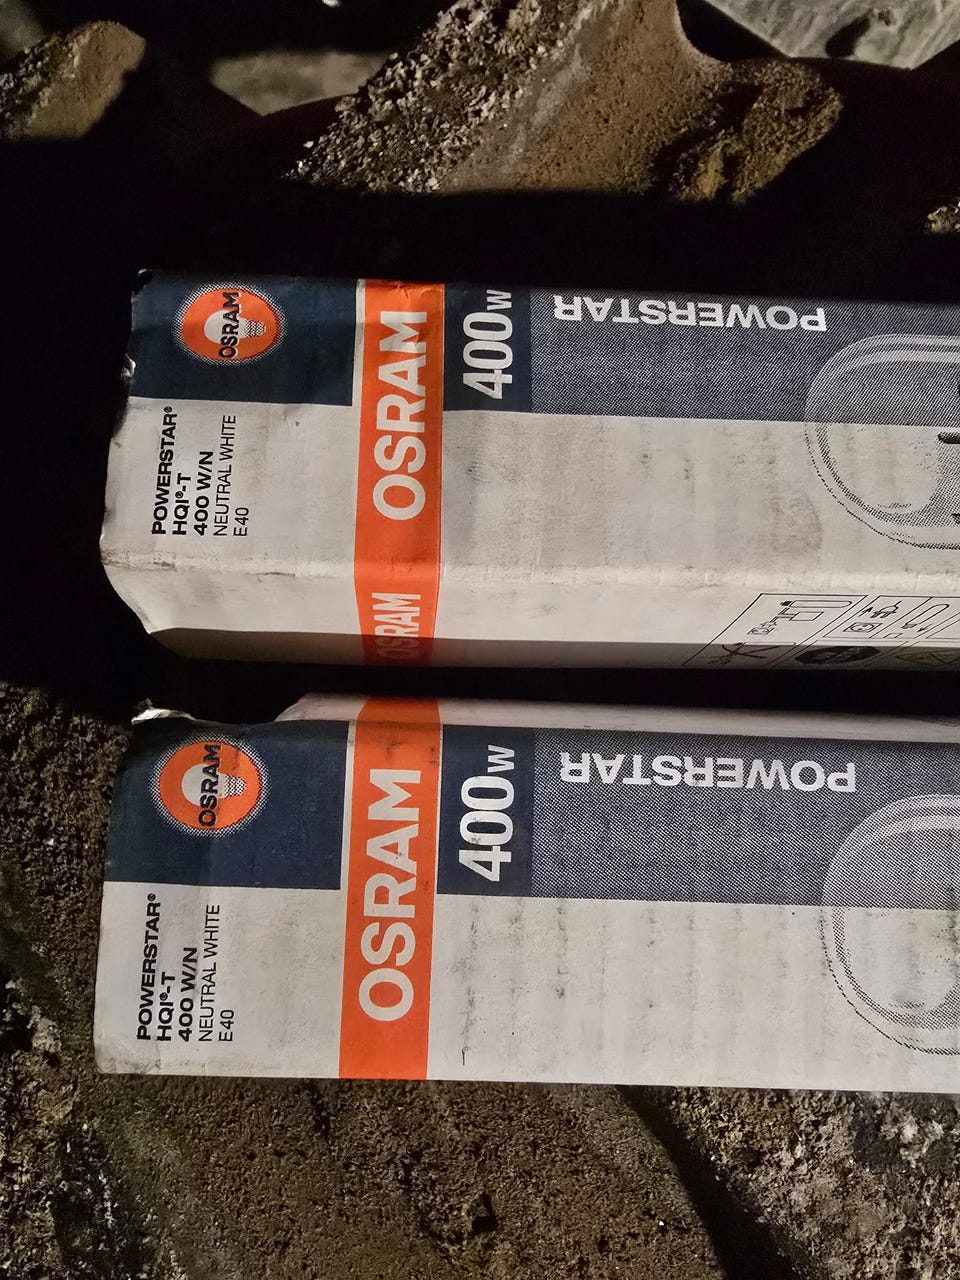 OSRAM
POWERSTAR®
HQI®-T
400 W/N
NEUTRAL WHITE
E40
OSRAM
OSRAM
400W
POWERSTAR
OSRAM
POWERSTAR®
HQI®-T
400 W/N
NEUTRAL WHITE
E40
OSRAM
400W
POWERSTAR